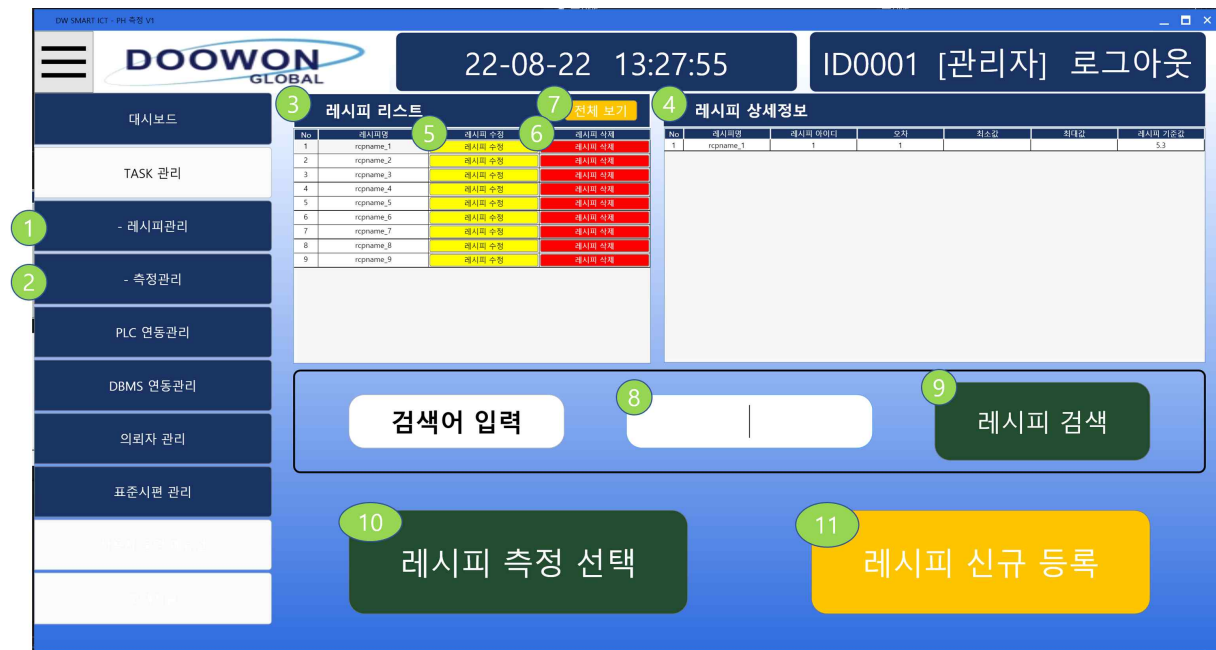 DW SMART ICT - PH 측정 V1
DOOWON
GLOBAL
22-08-22 13:27:55
ID0001 [관리자] 로그아웃
대시보드
TASK 관리
1
- 레시피관리
2
- 측정관리
PLC 연동관리
DBMS 연동관리
의뢰자 관리
표준시편 관리
3 레시피 리스트 7 전체 보기
5 6
No 레시피명 레시피 수정 레시피 삭제
1 rcpname_1 레시피 수정 레시피 삭제
2 rcpname_2 레시피 수정 레시피 삭제
3 rcpname_3 레시피 수정 레시피 삭제
4 rcpname_4 레시피 수정 레시피 삭제
5 rcpname_5 레시피 수정 레시피 삭제
6 rcpname_6 레시피 수정 레시피 삭제
7 rcpname_7 레시피 수정 레시피 삭제
8 rcpname_8 레시피 수정 레시피 삭제
9 rcpname_9 레시피 수정 레시피 삭제
4 레시피 상세정보
No 레시피명 레시피 아이디 오차 최소값 최대값 레시피 기준값
1 rcpname_1 1 1 5.3
검색어 입력
8
9
레시피 검색
10
레시피 측정 선택
11
레시피 신규 등록